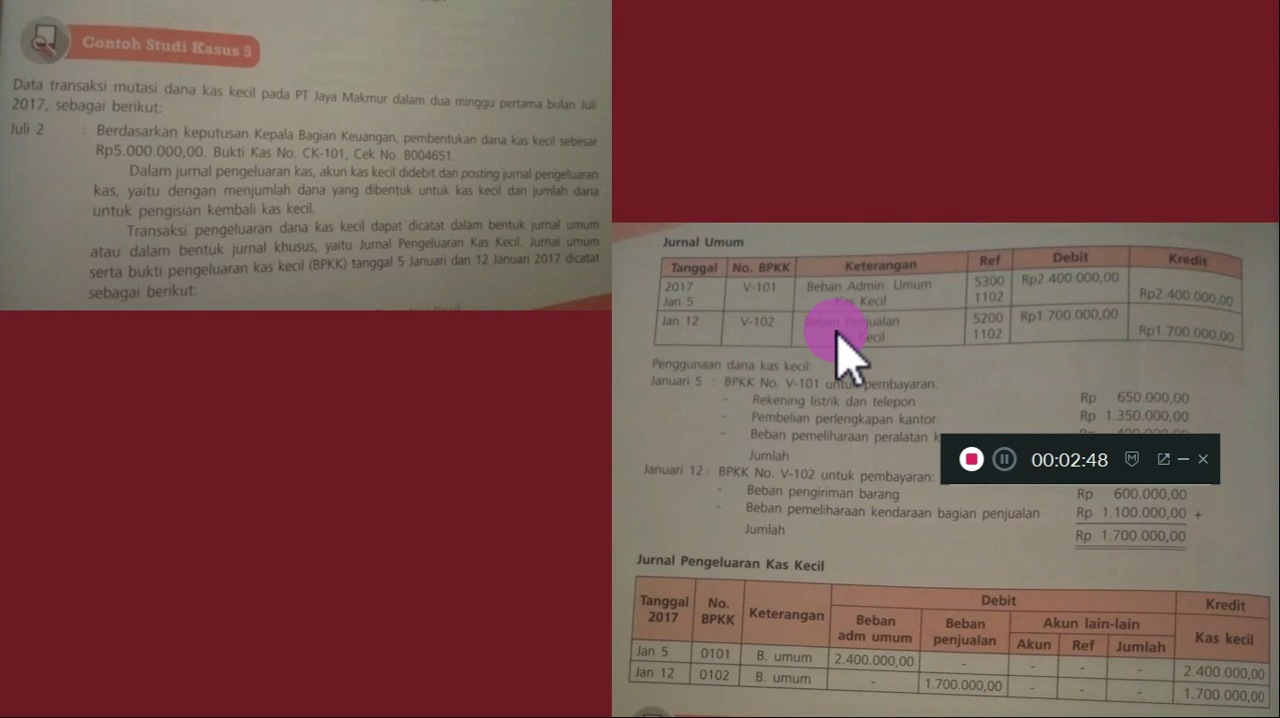 Contoh Studi Kasus 5
Data transaksi mutasi dana kas kecil pada PT Jaya Makmur dalam dua minggu pertama bulan Juli
2017, sebagai berikut:
Juli 2 : Berdasarkan keputusan Kepala Bagian Keuangan, pembentukan dana kas kecil sebesar
Rp5.000.000,00. Bukti Kas No. CK-101, Cek No. B004651.
Dalam jurnal pengeluaran kas, akun kas kecil didebit dari posting jurnal pengeluaran
kas, yaitu dengan menjumlah dana yang dibentuk untuk kas kecil dan jumlah dana
untuk pengisian kembali kas kecil.
Transaksi pengeluaran dana kas kecil dapat dicatat dalam bentuk jurnal umum
atau dalam bentuk jurnal khusus, yaitu Jurnal Pengeluaran Kas Kecil. Jurnal umum
serta bukti pengeluaran kas kecil (BPKK) tanggal 5 Januari dan 12 Januari 2017 dicatat
sebagai berikut:
Jurnal Umum
Tanggal No. BPKK Keterangan Ref Debit Kredit
2017 V-101 Beban Admin. Umum 5300 Rp2.400.000,00
Jan 5 Kas Kecil 1102 Rp2.400.000,00
Jan 12 V-102 Beban Penjualan 5200 Rp1.700.000,00
Kecil 1102 Rp1.700.000,00
Penggunaan dana kas kecil:
Januari 5 : BPKK No. V-101 untuk pembayaran:
- Rekening listrik dan telepon Rp 650.000,00
- Pembelian perlengkapan kantor Rp 1.350.000,00
- Beban pemeliharaan peralatan
Jumlah
00:02:48
Januari 12 : BPKK No. V-102 untuk pembayaran:
- Beban pengiriman barang Rp 600.000,00
- Beban pemeliharaan kendaraan bagian penjualan Rp 1.100.000,00 +
Jumlah Rp 1.700.000,00
Jurnal Pengeluaran Kas Kecil
Tanggal 2017 No. BPKK Keterangan Debit Kredit
Beban adm umum Beban penjualan Akun lain-lain Kas kecil
Akun Ref Jumlah
Jan 5 0101 B. umum 2.400.000,00 - - - - 2.400.000,00
Jan 12 0102 B. umum - 1.700.000,00 - - - 1.700.000,00